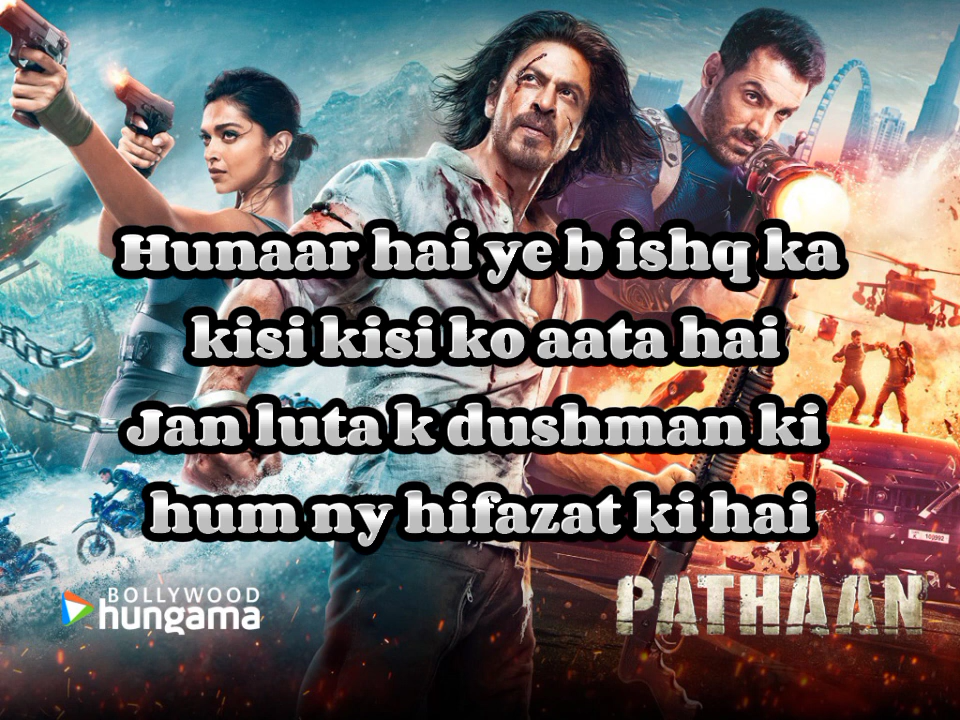 Hunaar hai ye b ishq ka
kisi kisi ko aata hai
Jan luta k dushman ki
hum ny hifazat ki hai
BOLLYWOOD
hungama
PATHAAN